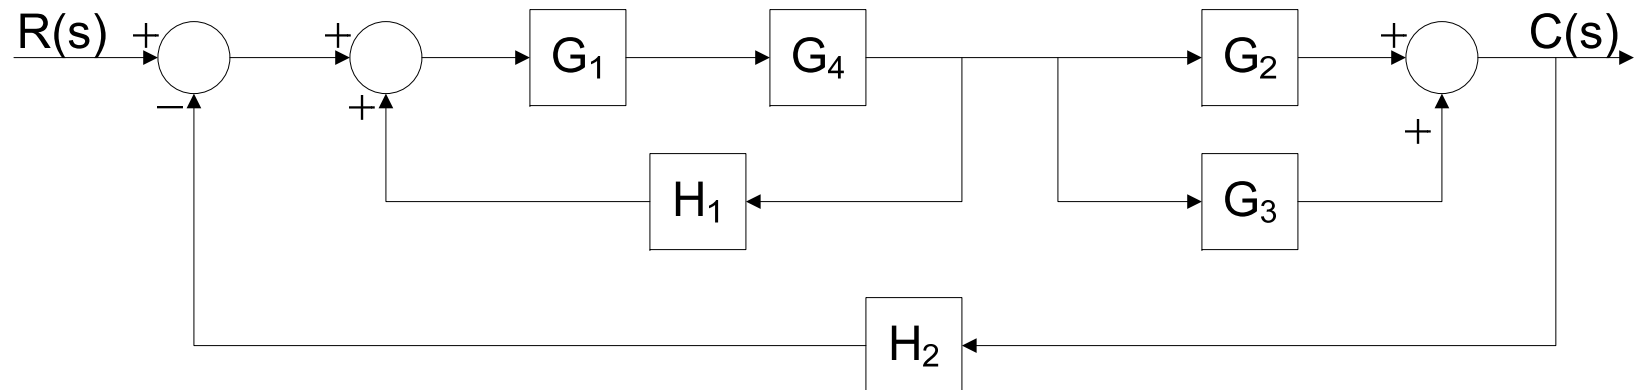 R(s) + + G₁ G₄ G₂ + C(s)
− + +
H₁ G₃
H₂